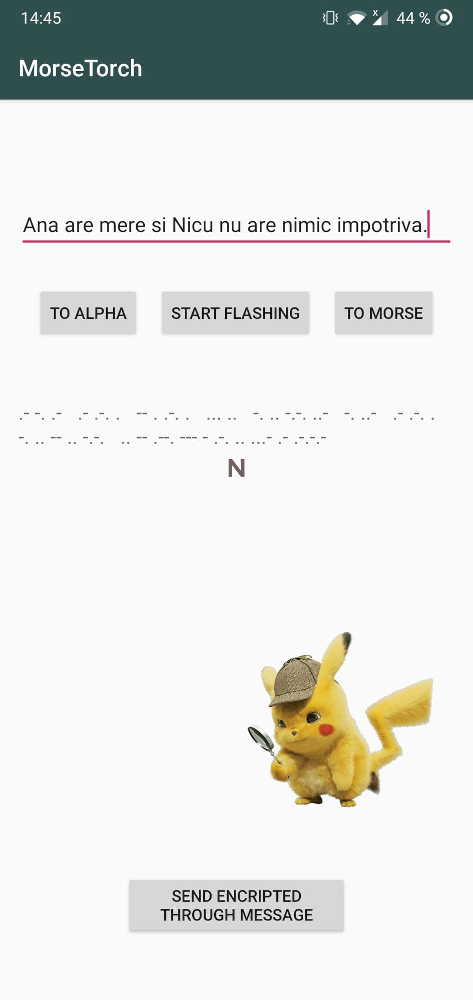 14:45 44 %
MorseTorch
Ana are mere si Nicu nu are nimic impotriva.
TO ALPHA START FLASHING TO MORSE
.- -. .-  .- .-. .  -- . .-. .  ... ..  -. .. -.-. ..-  -. ..-  .- .-. .
-. .. -- .. -.-.  .. -- .--. --- - .-. .. ...- .- .-.-.-
N
SEND ENCRIPTED
THROUGH MESSAGE